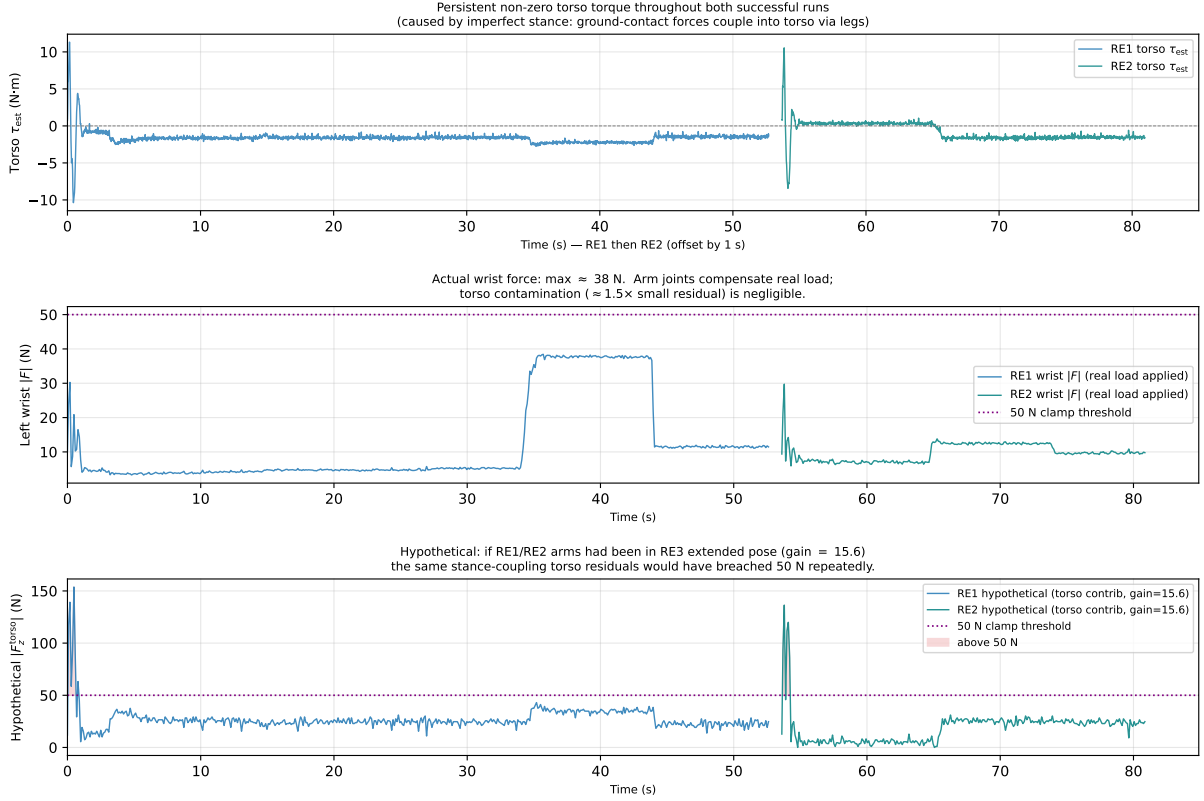 Persistent non-zero torso torque throughout both successful runs
(caused by imperfect stance: ground-contact forces couple into torso via legs)
Torso τest (N·m)
10
5
0
−5
−10
RE1 torso τest
RE2 torso τest
0 10 20 30 40 50 60 70 80
Time (s) — RE1 then RE2 (offset by 1 s)
Actual wrist force: max ≈ 38 N. Arm joints compensate real load;
torso contamination (≈1.5× small residual) is negligible.
Left wrist |F| (N)
50
40
30
20
10
RE1 wrist |F| (real load applied)
RE2 wrist |F| (real load applied)
50 N clamp threshold
0 10 20 30 40 50 60 70 80
Time (s)
Hypothetical: if RE1/RE2 arms had been in RE3 extended pose (gain = 15.6)
the same stance-coupling torso residuals would have breached 50 N repeatedly.
Hypothetical |Fztorso| (N)
150
100
50
0
RE1 hypothetical (torso contrib, gain=15.6)
RE2 hypothetical (torso contrib, gain=15.6)
50 N clamp threshold
above 50 N
0 10 20 30 40 50 60 70 80
Time (s)